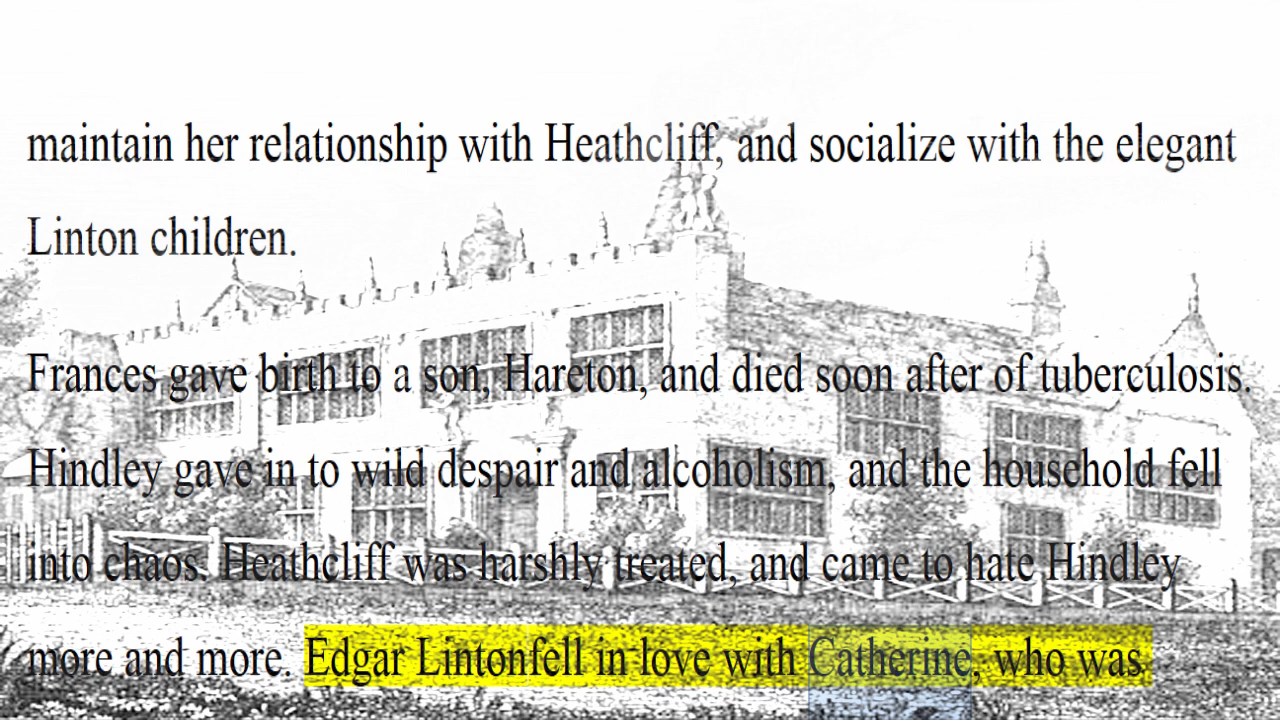 maintain her relationship with Heathcliff, and socialize with the elegant
Linton children.
Frances gave birth to a son, Hareton, and died soon after of tuberculosis.
Hindley gave in to wild despair and alcoholism, and the household fell
into chaos. Heathcliff was harshly treated, and came to hate Hindley
more and more. Edgar Lintonfell in love with Catherine, who was